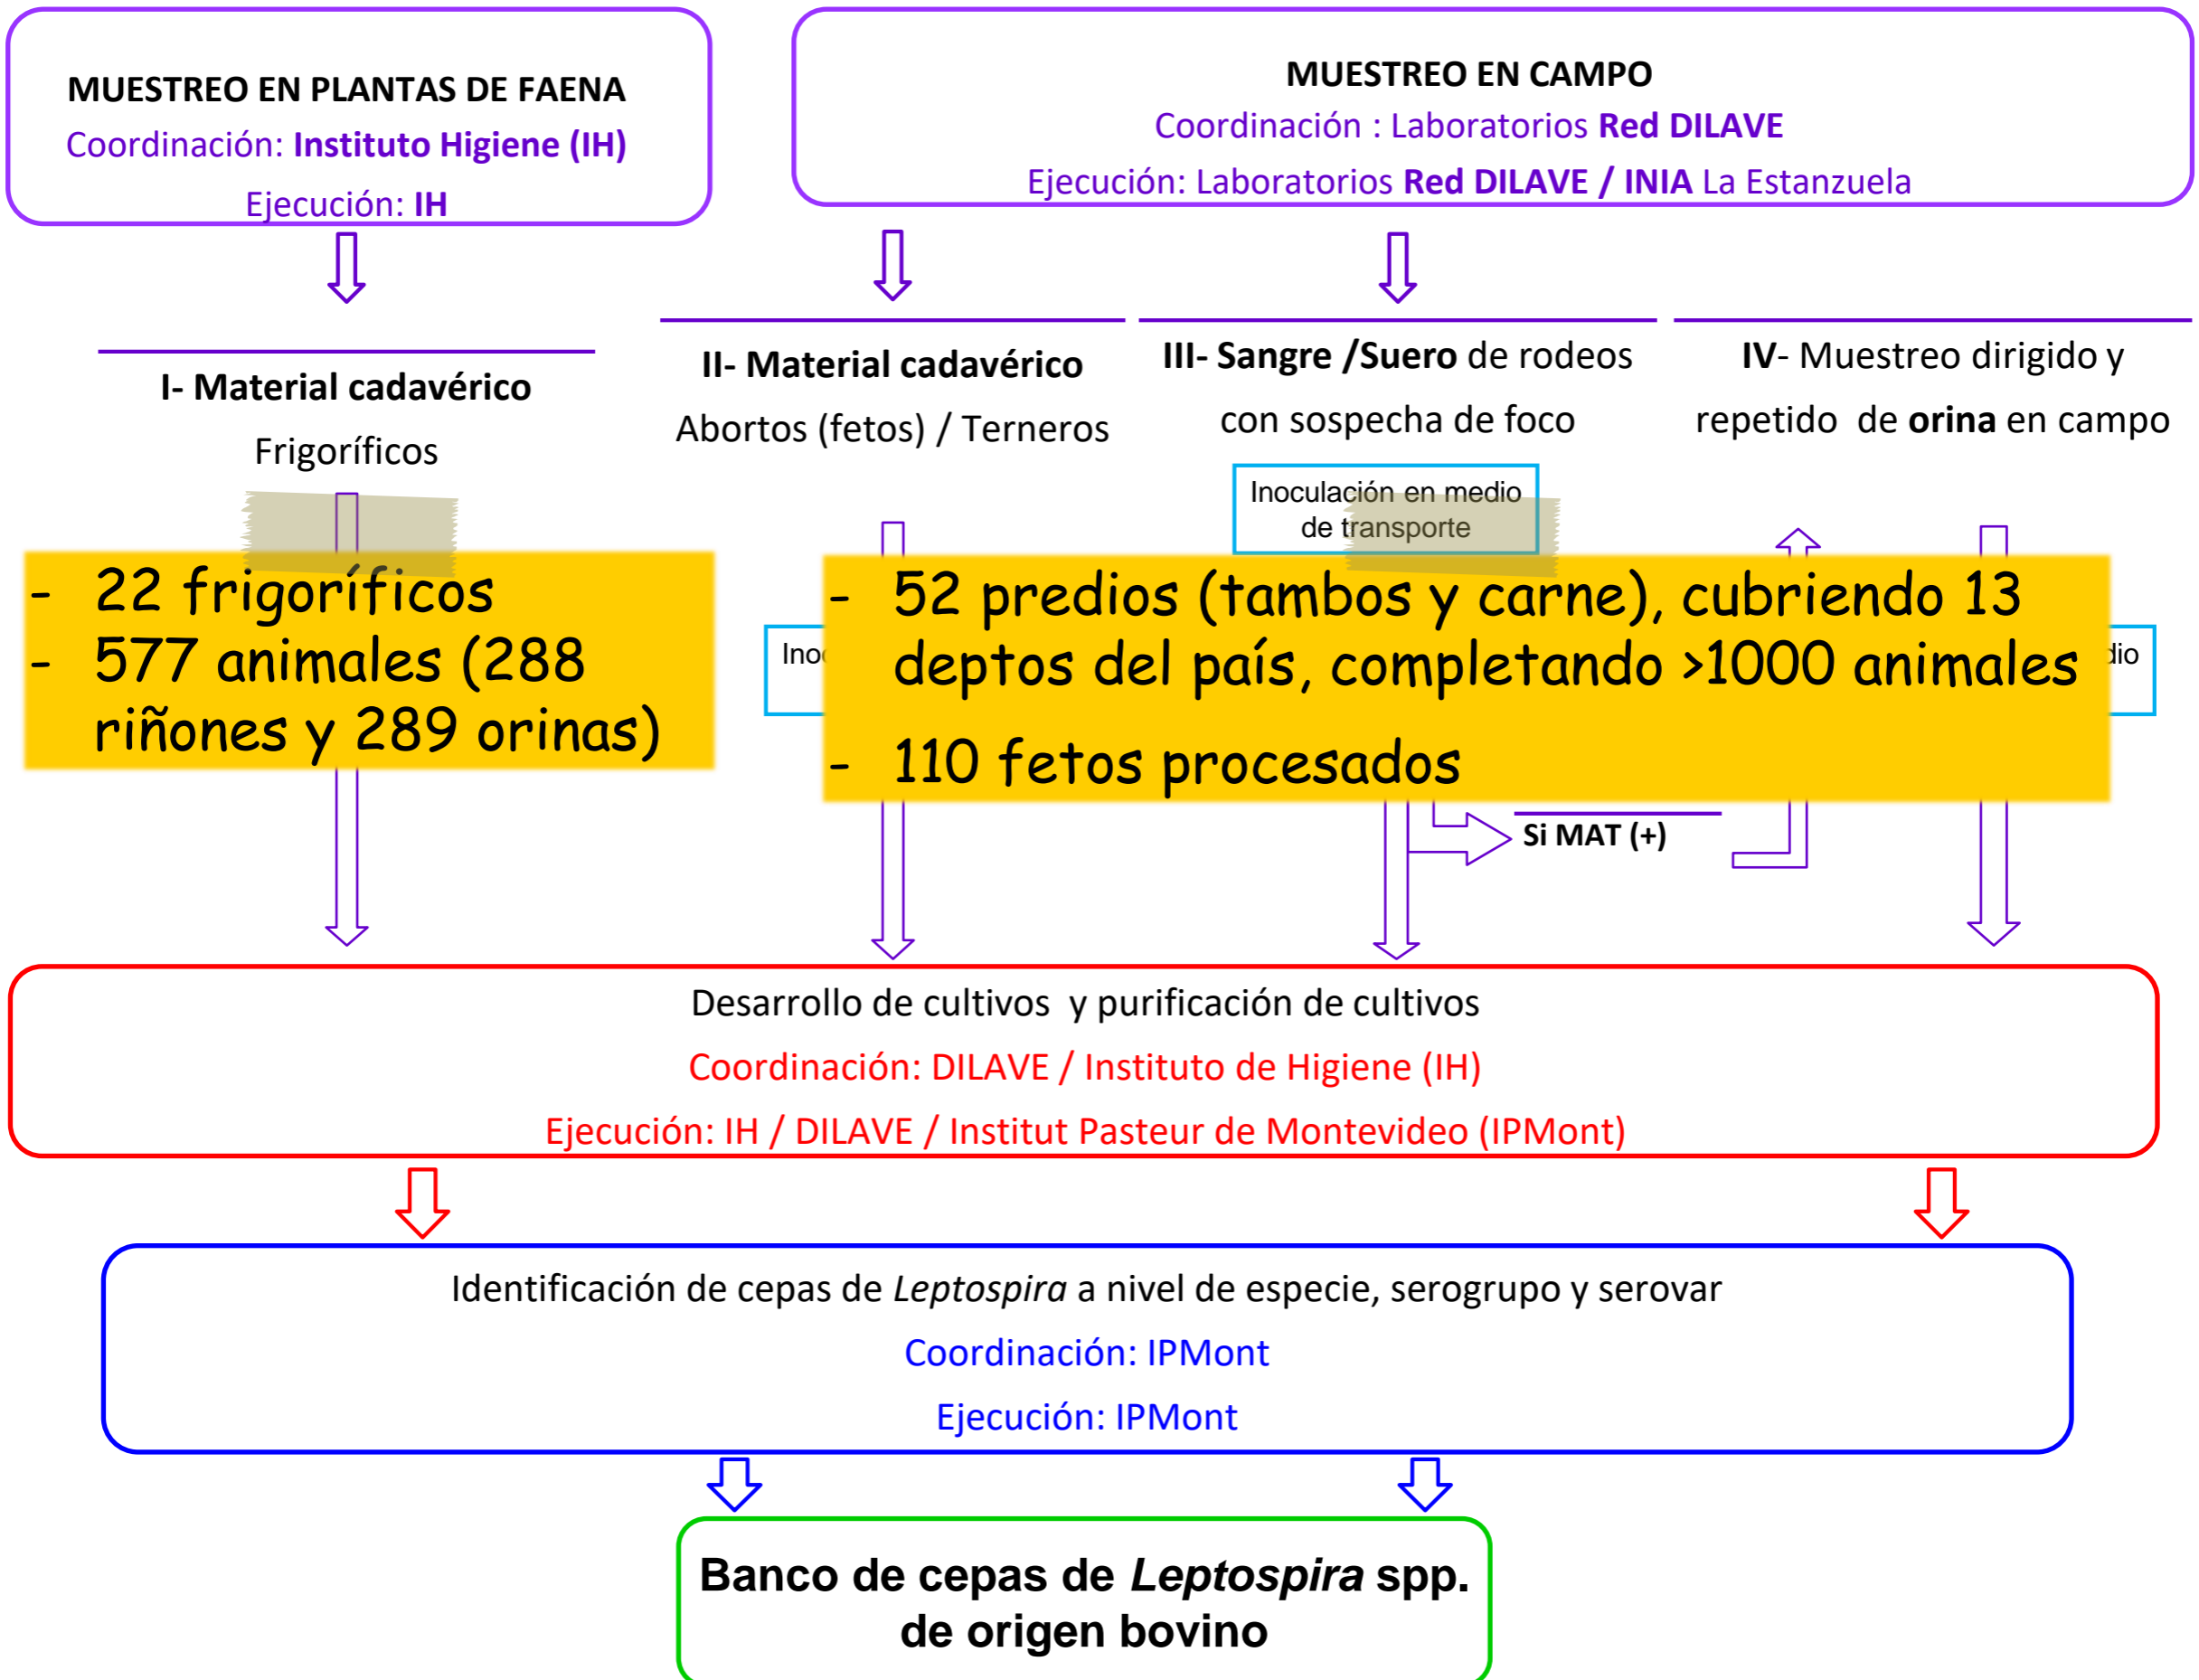 MUESTREO EN PLANTAS DE FAENA
Coordinación: Instituto Higiene (IH)
Ejecución: IH
MUESTREO EN CAMPO
Coordinación : Laboratorios Red DILAVE
Ejecución: Laboratorios Red DILAVE / INIA La Estanzuela
I- Material cadavérico
Frigoríficos
II- Material cadavérico
Abortos (fetos) / Terneros
III- Sangre /Suero de rodeos
con sospecha de foco
IV- Muestreo dirigido y
repetido de orina en campo
Inoculación en medio
de transporte
- 22 frigoríficos
- 577 animales (288
riñones y 289 orinas)
- 52 predios (tambos y carne), cubriendo 13
deptos del país, completando >1000 animales
- 110 fetos procesados
Si MAT (+)
Desarrollo de cultivos y purificación de cultivos
Coordinación: DILAVE / Instituto de Higiene (IH)
Ejecución: IH / DILAVE / Institut Pasteur de Montevideo (IPMont)
Identificación de cepas de Leptospira a nivel de especie, serogrupo y serovar
Coordinación: IPMont
Ejecución: IPMont
Banco de cepas de Leptospira spp.
de origen bovino